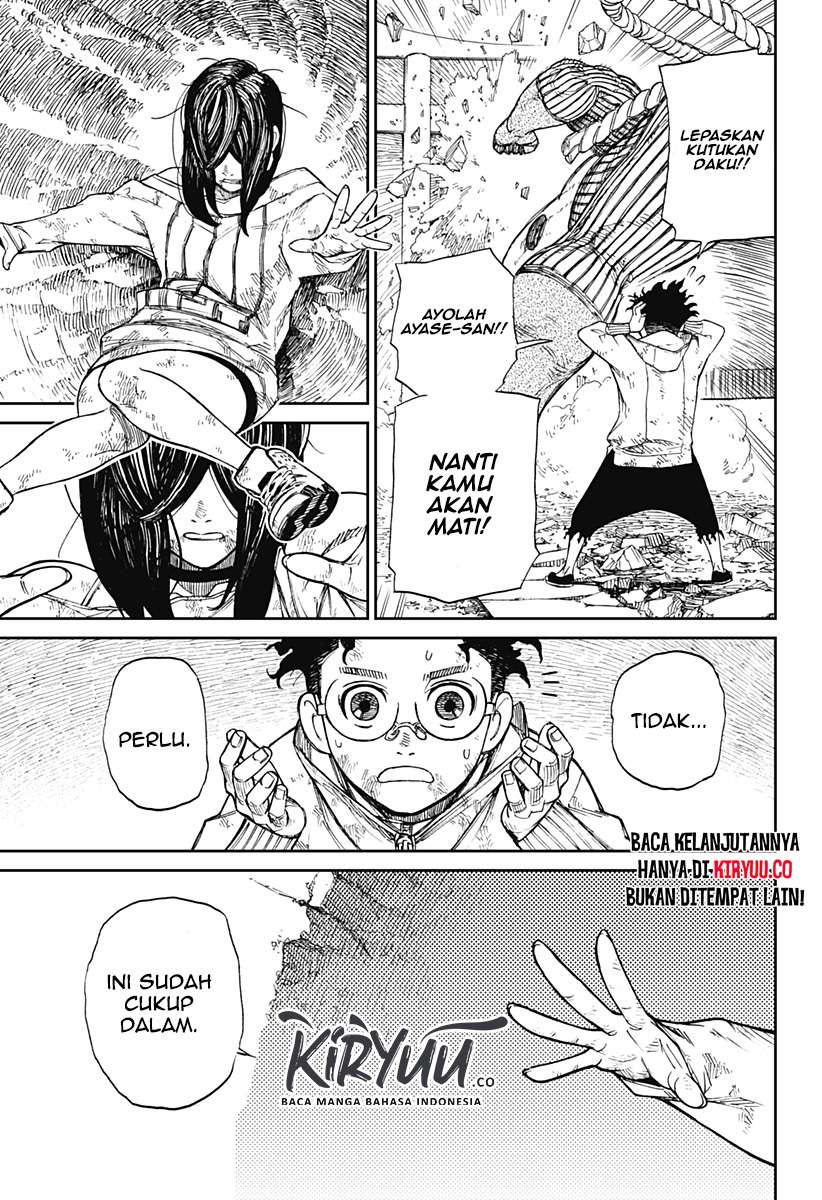 LEPASKAN
KUTUKAN
DAKU!!
AYOLAH
AYASE-SAN!!
NANTI
KAMU
AKAN
MATI!
TIDAK...
PERLU.
BACA KELANJUTANNYA
HANYA DI KIRYUU.CO
BUKAN DITEMPAT LAIN!
INI SUDAH
CUKUP
DALAM.
KIRYUU.CO
BACA MANGA BAHASA INDONESIA